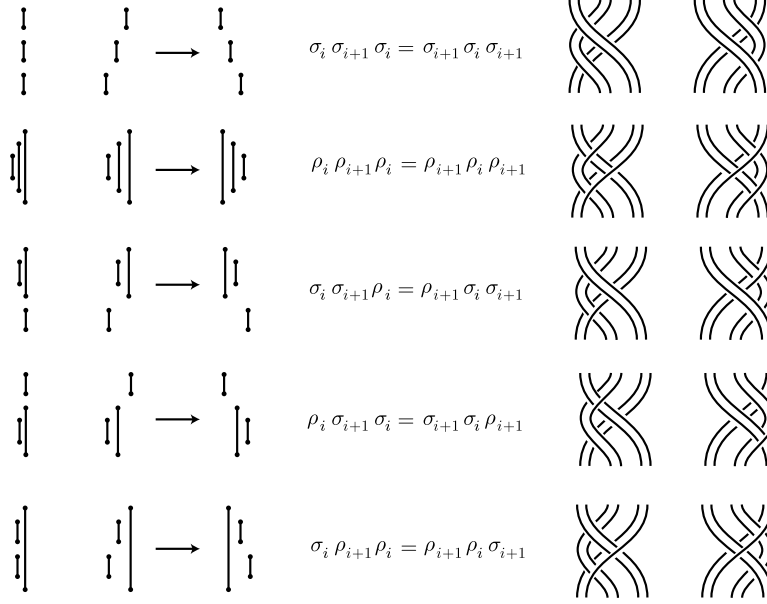 σ_i σ_{i+1} σ_i = σ_{i+1} σ_i σ_{i+1}
ρ_i ρ_{i+1} ρ_i = ρ_{i+1} ρ_i ρ_{i+1}
σ_i σ_{i+1} ρ_i = ρ_{i+1} σ_i σ_{i+1}
ρ_i σ_{i+1} σ_i = σ_{i+1} σ_i ρ_{i+1}
σ_i ρ_{i+1} ρ_i = ρ_{i+1} ρ_i σ_{i+1}